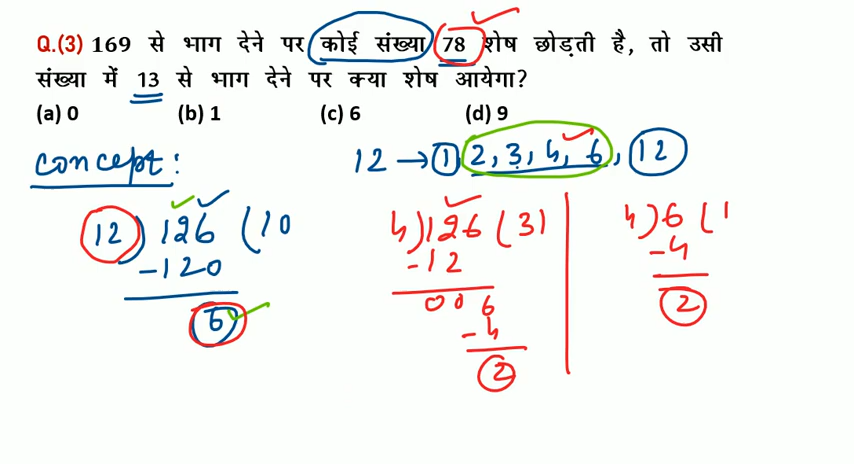 Q.(3) 169 से भाग देने पर कोई संख्या 78 शेष छोड़ती है, तो उसी
संख्या में 13 से भाग देने पर क्या शेष आयेगा?
(a) 0 (b) 1 (c) 6 (d) 9
Concept:
12 → 1, 2, 3, 4, 6, 12
12 ) 126 ( 10
-120
6
4 ) 126 ( 31
-12
006
-4
2
4 ) 6 ( 1
-4
2